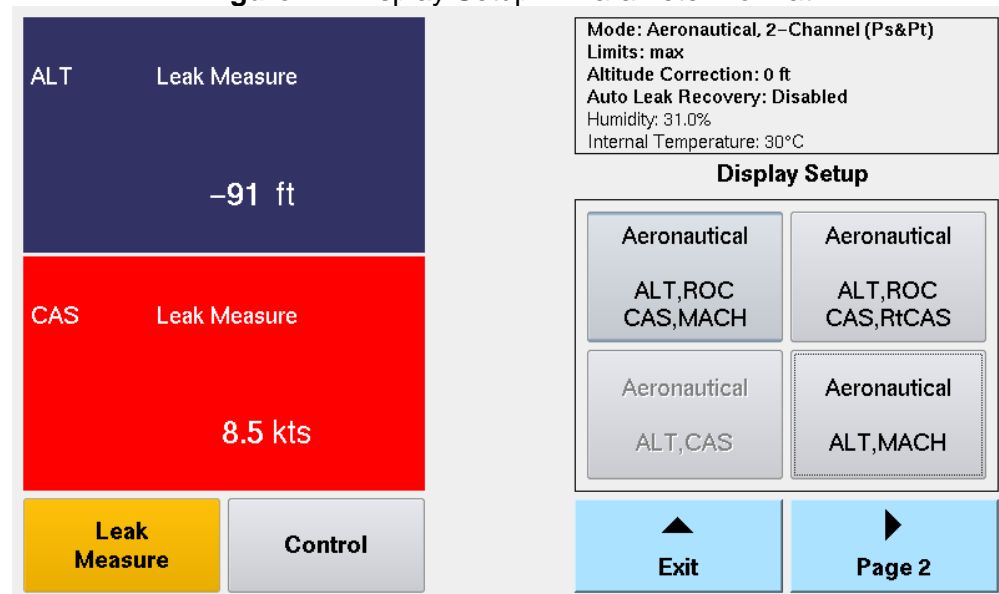 Display Setup
Mode: Aeronautical, 2-Channel (Ps&Pt)
Limits: max
Altitude Correction: 0 ft
Auto Leak Recovery: Disabled
Humidity: 31.0%
Internal Temperature: 30°C
ALT Leak Measure
-91 ft
CAS Leak Measure
8.5 kts
Leak
Measure
Control
Display Setup
Aeronautical
ALT,ROC
CAS,MACH
Aeronautical
ALT,ROC
CAS,RtCAS
Aeronautical
ALT,CAS
Aeronautical
ALT,MACH
Exit
Page 2